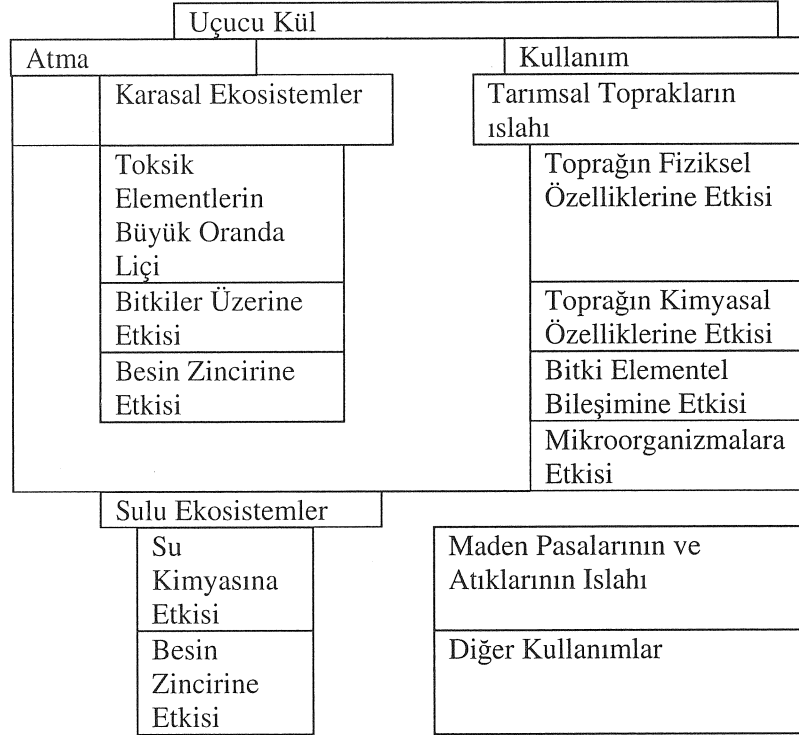 Uçucu Kül
Atma
Kullanım
Karasal Ekosistemler
Tarımsal Toprakların
ıslahı
Toksik
Elementlerin
Büyük Oranda
Liçi
Toprağın Fiziksel
Özelliklerine Etkisi
Bitkiler Üzerine
Etkisi
Toprağın Kimyasal
Özelliklerine Etkisi
Besin Zincirine
Etkisi
Bitki Elementel
Bileşimine Etkisi
Mikroorganizmalara
Etkisi
Sulu Ekosistemler
Su
Kimyasına
Etkisi
Maden Pasalarının ve
Atıklarının Islahı
Besin
Zincirine
Etkisi
Diğer Kullanımlar